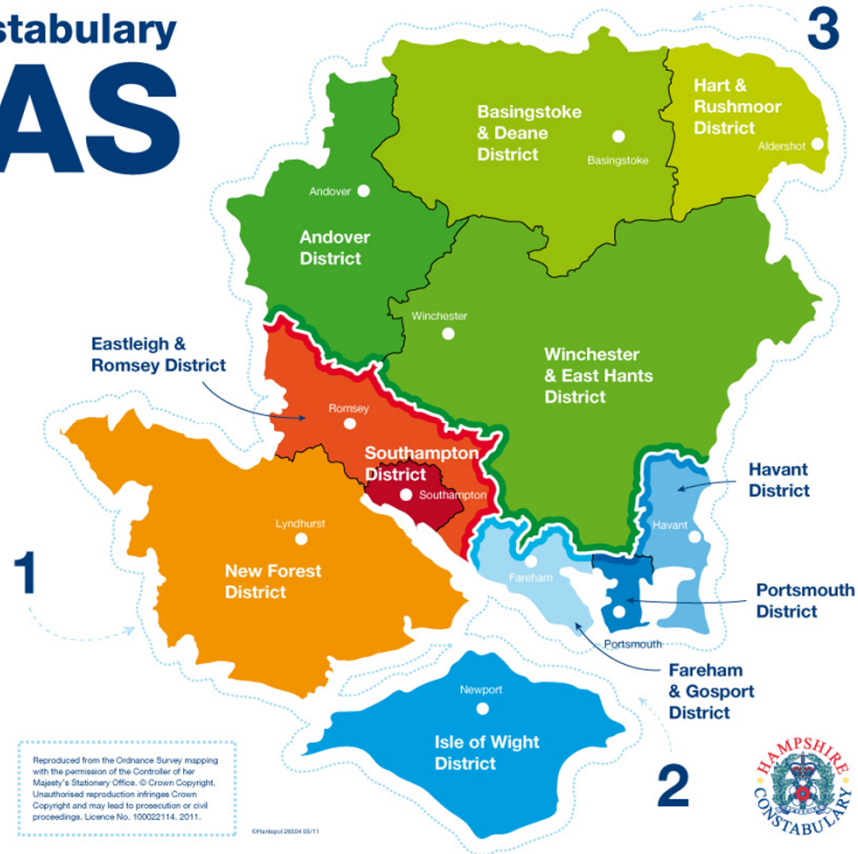 stabulary
AS
3
Basingstoke
& Deane
District
Basingstoke
Hart &
Rushmoor
District
Aldershot
Andover
Andover
District
Winchester
Winchester
& East Hants
District
Eastleigh &
Romsey District
Romsey
Southampton
District
Southampton
Havant
District
Havant
Lyndhurst
New Forest
District
1
Fareham
Portsmouth
District
Portsmouth
Fareham
& Gosport
District
Newport
Isle of Wight
District
2
Reproduced from the Ordnance Survey mapping
with the permission of the Controller of her
Majesty's Stationery Office. © Crown Copyright.
Unauthorised reproduction infringes Crown
Copyright and may lead to prosecution or civil
proceedings. Licence No. 100022114, 2011.
©Hantspol 26504 05/11
HAMPSHIRE
CONSTABULARY